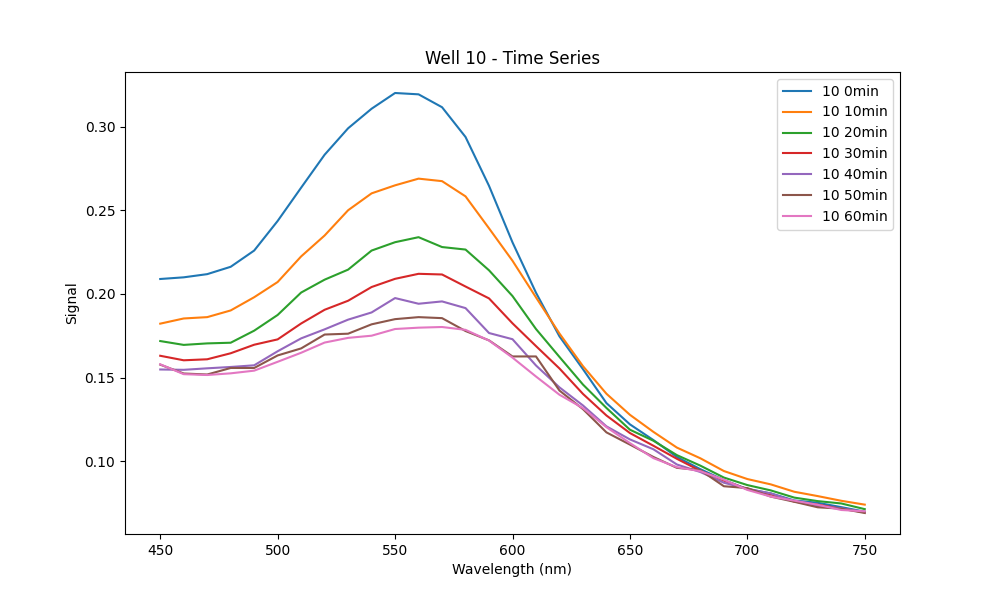 Well 10 - Time Series
10 0min
10 10min
10 20min
10 30min
10 40min
10 50min
10 60min
Signal
0.30
0.25
0.20
0.15
0.10
450 500 550 600 650 700 750
Wavelength (nm)